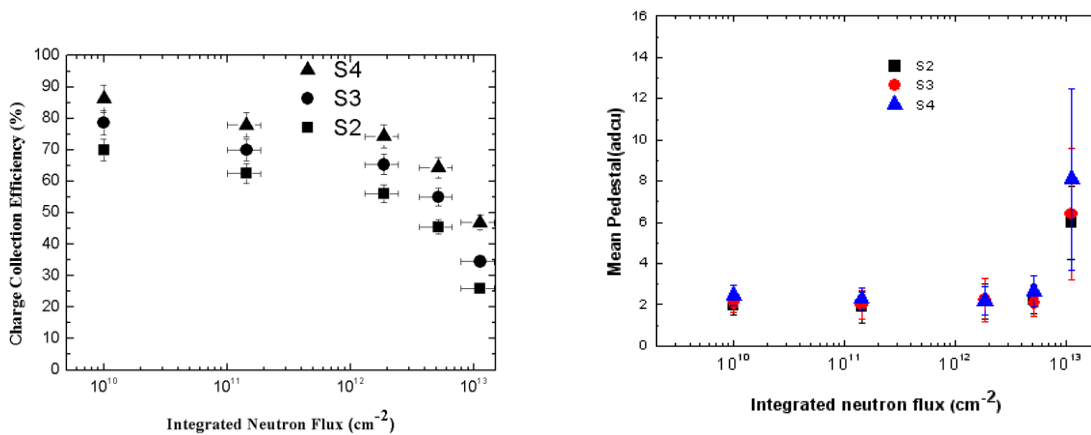 100
90
80
70
60
50
40
30
20
10
0
Charge Collection Efficiency (%)
S4
S3
S2
10^10
10^11
10^12
10^13
Integrated Neutron Flux (cm^-2)
16
14
12
10
8
6
4
2
0
Mean Pedestal(adcu)
S2
S3
S4
10^10
10^11
10^12
10^13
Integrated neutron flux (cm^-2)